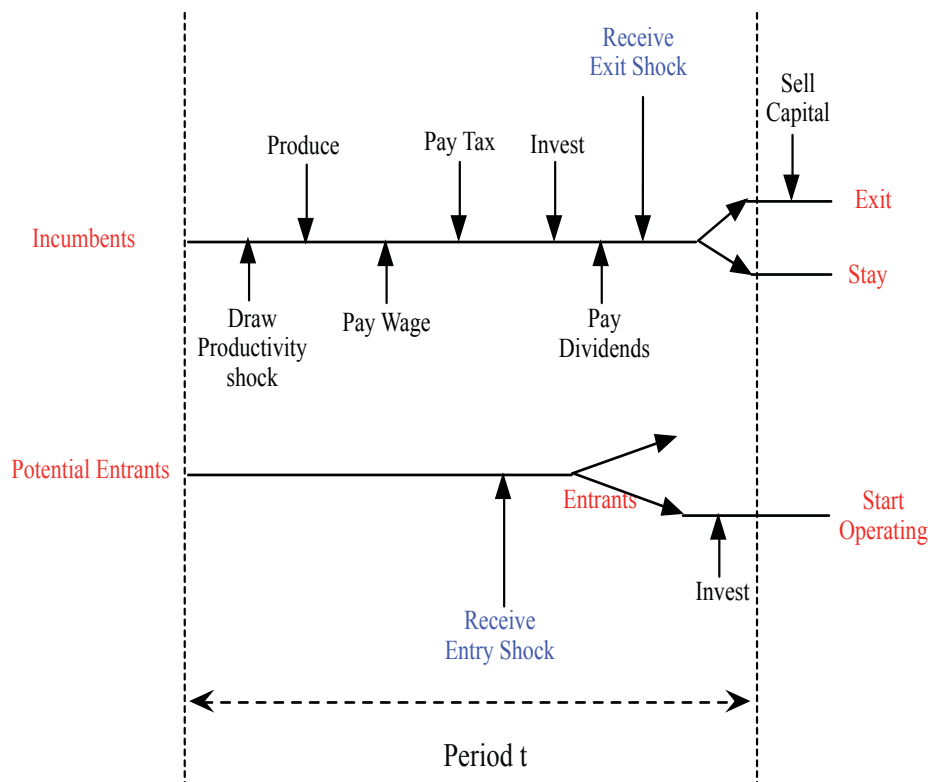 Receive
Exit Shock
Sell
Capital
Produce
Pay Tax
Invest
Exit
Incumbents
Stay
Draw
Productivity
shock
Pay Wage
Pay
Dividends
Potential Entrants
Entrants
Start
Operating
Invest
Receive
Entry Shock
Period t